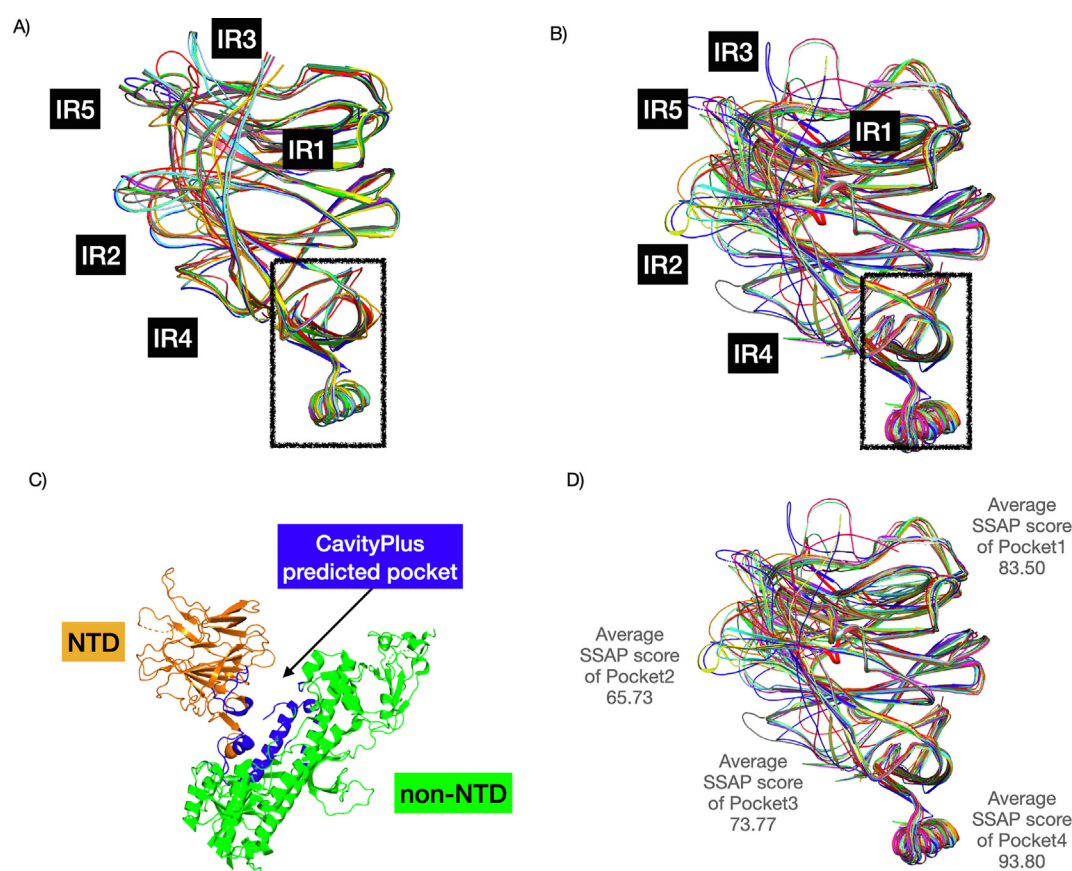 A)
IR3
IR5
IR1
IR2
IR4
B)
IR3
IR5
IR1
IR2
IR4
C)
CavityPlus
predicted pocket
NTD
non-NTD
D)
Average
SSAP score
of Pocket1
83.50
Average
SSAP score
of Pocket2
65.73
Average
SSAP score
of Pocket3
73.77
Average
SSAP score
of Pocket4
93.80